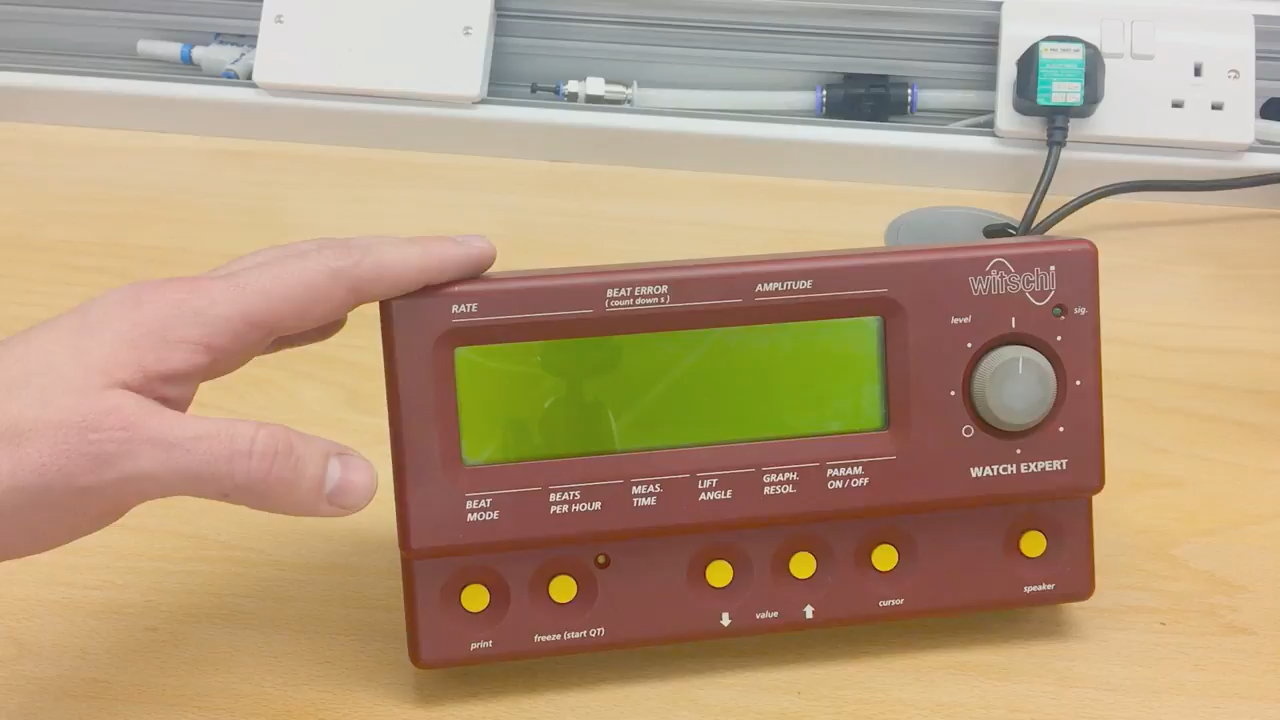 RATE
BEAT ERROR
( count down s )
AMPLITUDE
witschi
level
sig.
WATCH EXPERT
BEAT
MODE
BEATS
PER HOUR
MEAS.
TIME
LIFT
ANGLE
GRAPH.
RESOL.
PARAM.
ON / OFF
print
freeze (start QT)
value
cursor
speaker